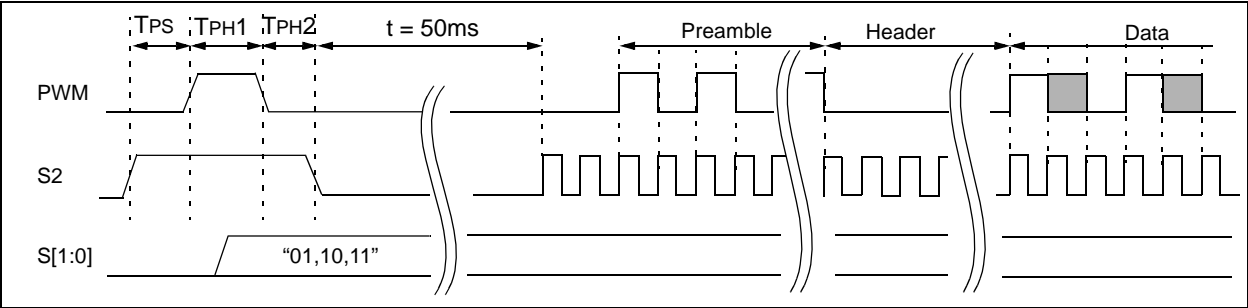 TPS TPH1 TPH2 t = 50ms Preamble Header Data
PWM
S2
S[1:0] “01,10,11”